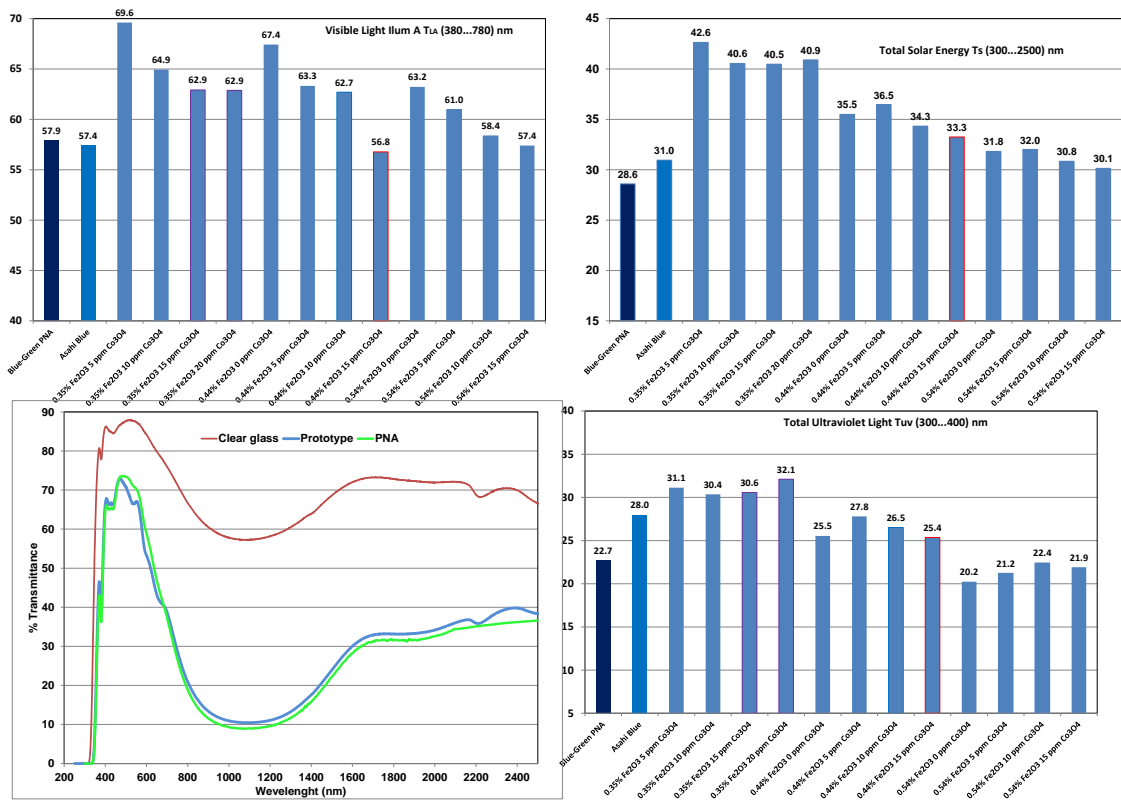 Visible Light Ilum A TLA (380...780) nm
70
65
60
55
50
45
40
57.9
57.4
69.6
64.9
62.9
62.9
67.4
63.3
62.7
56.8
63.2
61.0
58.4
57.4
Blue-Green PNA
Asahi Blue
0.35% Fe2O3 5 ppm Co3O4
0.35% Fe2O3 10 ppm Co3O4
0.35% Fe2O3 15 ppm Co3O4
0.35% Fe2O3 20 ppm Co3O4
0.44% Fe2O3 0 ppm Co3O4
0.44% Fe2O3 5 ppm Co3O4
0.44% Fe2O3 10 ppm Co3O4
0.44% Fe2O3 15 ppm Co3O4
0.54% Fe2O3 0 ppm Co3O4
0.54% Fe2O3 5 ppm Co3O4
0.54% Fe2O3 10 ppm Co3O4
0.54% Fe2O3 15 ppm Co3O4
Total Solar Energy Ts (300...2500) nm
45
40
35
30
25
20
15
28.6
31.0
42.6
40.6
40.5
40.9
35.5
36.5
34.3
33.3
31.8
32.0
30.8
30.1
Blue-Green PNA
Asahi Blue
0.35% Fe2O3 5 ppm Co3O4
0.35% Fe2O3 10 ppm Co3O4
0.35% Fe2O3 15 ppm Co3O4
0.35% Fe2O3 20 ppm Co3O4
0.44% Fe2O3 0 ppm Co3O4
0.44% Fe2O3 5 ppm Co3O4
0.44% Fe2O3 10 ppm Co3O4
0.44% Fe2O3 15 ppm Co3O4
0.54% Fe2O3 0 ppm Co3O4
0.54% Fe2O3 5 ppm Co3O4
0.54% Fe2O3 10 ppm Co3O4
0.54% Fe2O3 15 ppm Co3O4
Clear glass
Prototype
PNA
% Transmittance
90
80
70
60
50
40
30
20
10
0
200
400
600
800
1000
1200
1400
1600
1800
2000
2200
2400
Wavelenght (nm)
Total Ultraviolet Light Tuv (300...400) nm
40
35
30
25
20
15
10
5
22.7
28.0
31.1
30.4
30.6
32.1
25.5
27.8
26.5
25.4
20.2
21.2
22.4
21.9
Blue-Green PNA
Asahi Blue
0.35% Fe2O3 5 ppm Co3O4
0.35% Fe2O3 10 ppm Co3O4
0.35% Fe2O3 15 ppm Co3O4
0.35% Fe2O3 20 ppm Co3O4
0.44% Fe2O3 0 ppm Co3O4
0.44% Fe2O3 5 ppm Co3O4
0.44% Fe2O3 10 ppm Co3O4
0.44% Fe2O3 15 ppm Co3O4
0.54% Fe2O3 0 ppm Co3O4
0.54% Fe2O3 5 ppm Co3O4
0.54% Fe2O3 10 ppm Co3O4
0.54% Fe2O3 15 ppm Co3O4